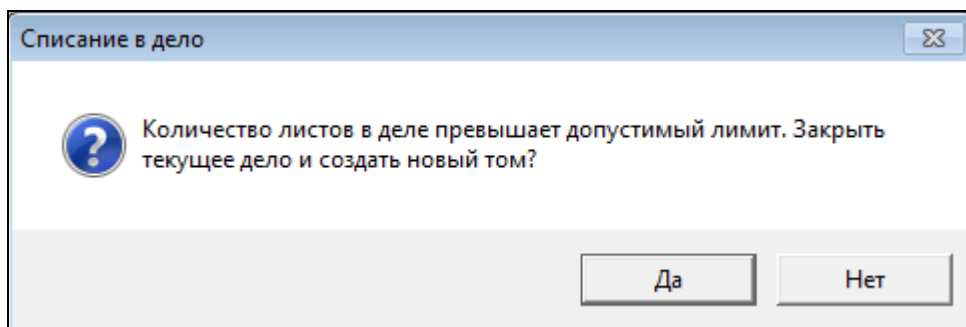 Списание в дело
Количество листов в деле превышает допустимый лимит. Закрыть
текущее дело и создать новый том?
Да Нет